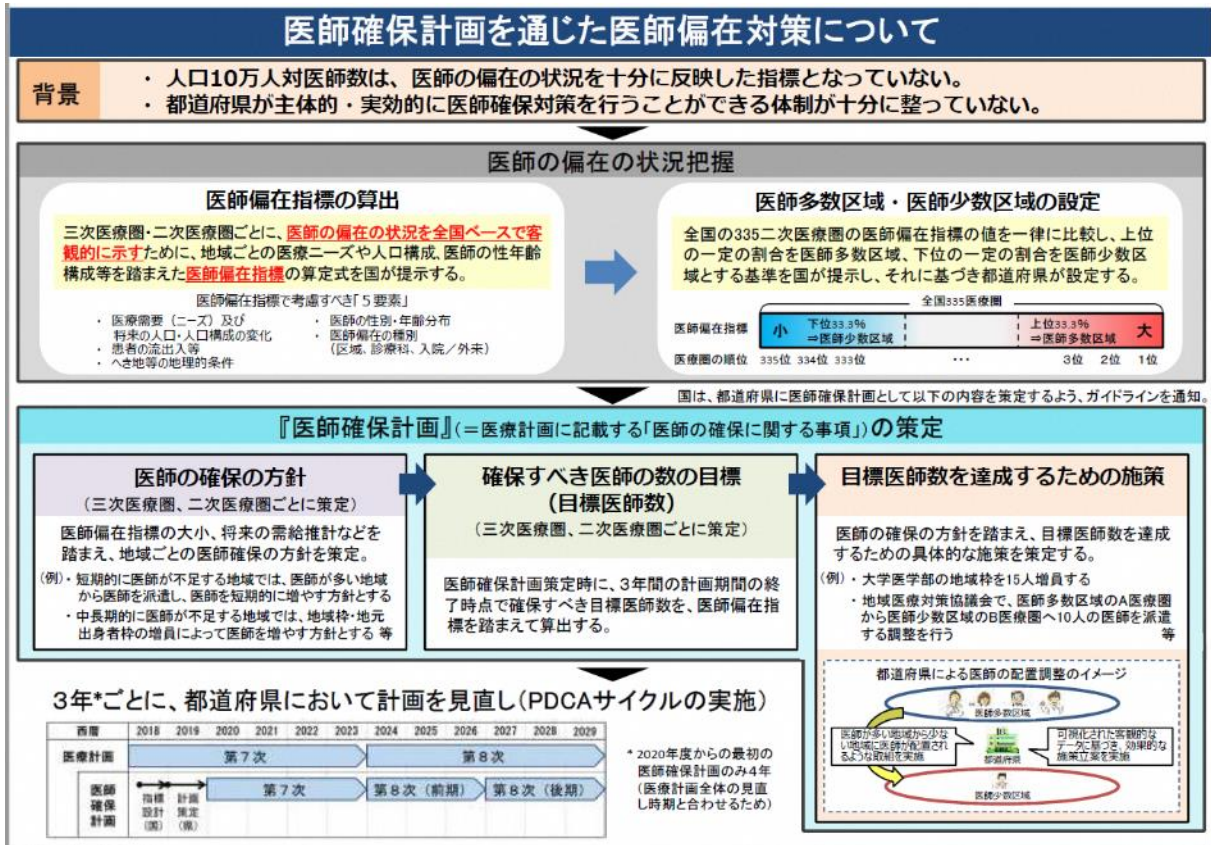 医師確保計画を通じた医師偏在対策について
背景
・ 人口10万人対医師数は、医師の偏在の状況を十分に反映した指標となっていない。
・ 都道府県が主体的・実効的に医師確保対策を行うことができる体制が十分に整っていない。
医師の偏在の状況把握
医師偏在指標の算出
三次医療圏・二次医療圏ごとに、医師の偏在の状況を全国ベースで客
観的に示すために、地域ごとの医療ニーズや人口構成、医師の性年齢
構成等を踏まえた医師偏在指標の算定式を国が提示する。
医師偏在指標で考慮すべき「５要素」
・ 医療需要（ニーズ）及び
将来の人口・人口構成の変化
・ 患者の流出入等
・ へき地等の地理的条件
・ 医師の性別・年齢分布
・ 医師偏在の種別
（区域、診療科、入院／外来）
医師多数区域・医師少数区域の設定
全国の335二次医療圏の医師偏在指標の値を一律に比較し、上位
の一定の割合を医師多数区域、下位の一定の割合を医師少数区
域とする基準を国が提示し、それに基づき都道府県が設定する。
全国335医療圏
医師偏在指標
小
下位33.3%
⇒医師少数区域
上位33.3%
⇒医師多数区域
大
医療圏の順位 335位 334位 333位 … 3位 2位 1位
国は、都道府県に医師確保計画として以下の内容を策定するよう、ガイドラインを通知。
『医師確保計画』(＝医療計画に記載する「医師の確保に関する事項」)の策定
医師の確保の方針
（三次医療圏、二次医療圏ごとに策定）
医師偏在指標の大小、将来の需給推計などを
踏まえ、地域ごとの医師確保の方針を策定。
(例)・短期的に医師が不足する地域では、医師が多い地域
から医師を派遣し、医師を短期的に増やす方針とする
・中長期的に医師が不足する地域では、地域枠・地元
出身者枠の増員によって医師を増やす方針とする 等
確保すべき医師の数の目標
（目標医師数）
（三次医療圏、二次医療圏ごとに策定）
医師確保計画策定時に、３年間の計画期間の終
了時点で確保すべき目標医師数を、医師偏在指
標を踏まえて算出する。
目標医師数を達成するための施策
医師の確保の方針を踏まえ、目標医師数を達成
するための具体的な施策を策定する。
(例)・大学医学部の地域枠を15人増員する
・地域医療対策協議会で、医師多数区域のA医療圏
から医師少数区域のB医療圏へ10人の医師を派遣
する調整を行う 等
都道府県による医師の配置調整のイメージ
医師多数区域
医師が多い地域から少な
い地域に医師が配置され
るような取組を実施
都道府県
可視化された客観的な
データに基づき、効果的な
施策立案を実施
医師少数区域
３年*ごとに、都道府県において計画を見直し（PDCAサイクルの実施）
西暦 2018 2019 2020 2021 2022 2023 2024 2025 2026 2027 2028 2029
医療計画 第７次 第８次
医師
確保
計画
指標
設計
(国)
計画
策定
(県)
第７次
第８次（前期）
第８次（後期）
* 2020年度からの最初の
医師確保計画のみ４年
（医療計画全体の見直
し時期と合わせるため）